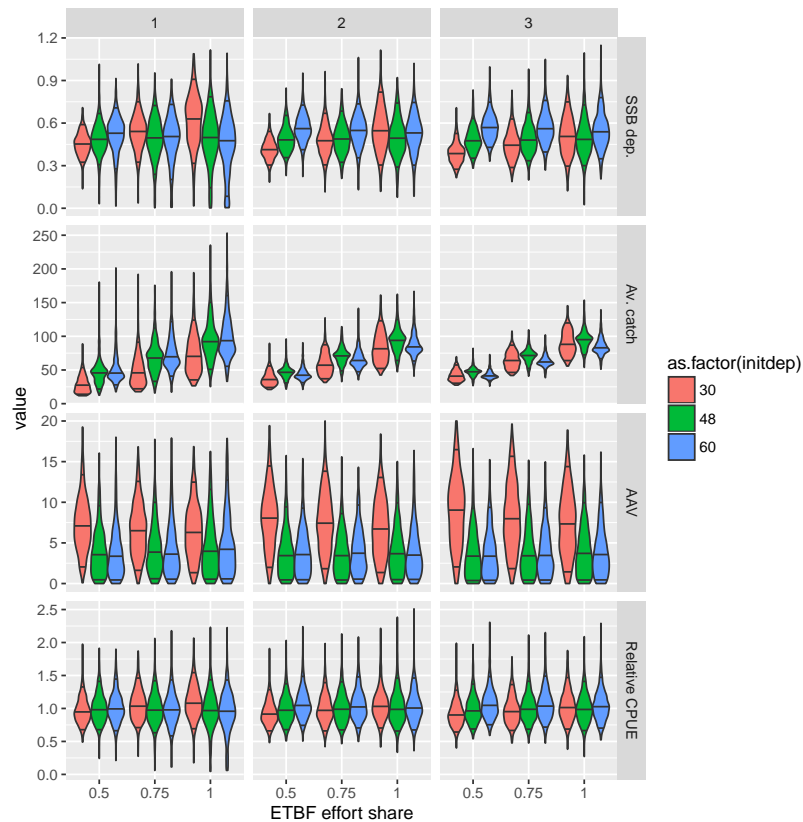 1 2 3
1.2
0.9
0.6
0.3
0.0
SSB dep.
250
200
150
100
50
0
Av. catch
20
15
10
5
0
AAV
2.5
2.0
1.5
1.0
0.5
0.0
Relative CPUE
value
0.5 0.75 1 0.5 0.75 1 0.5 0.75 1
ETBF effort share
as.factor(initdep)
30
48
60